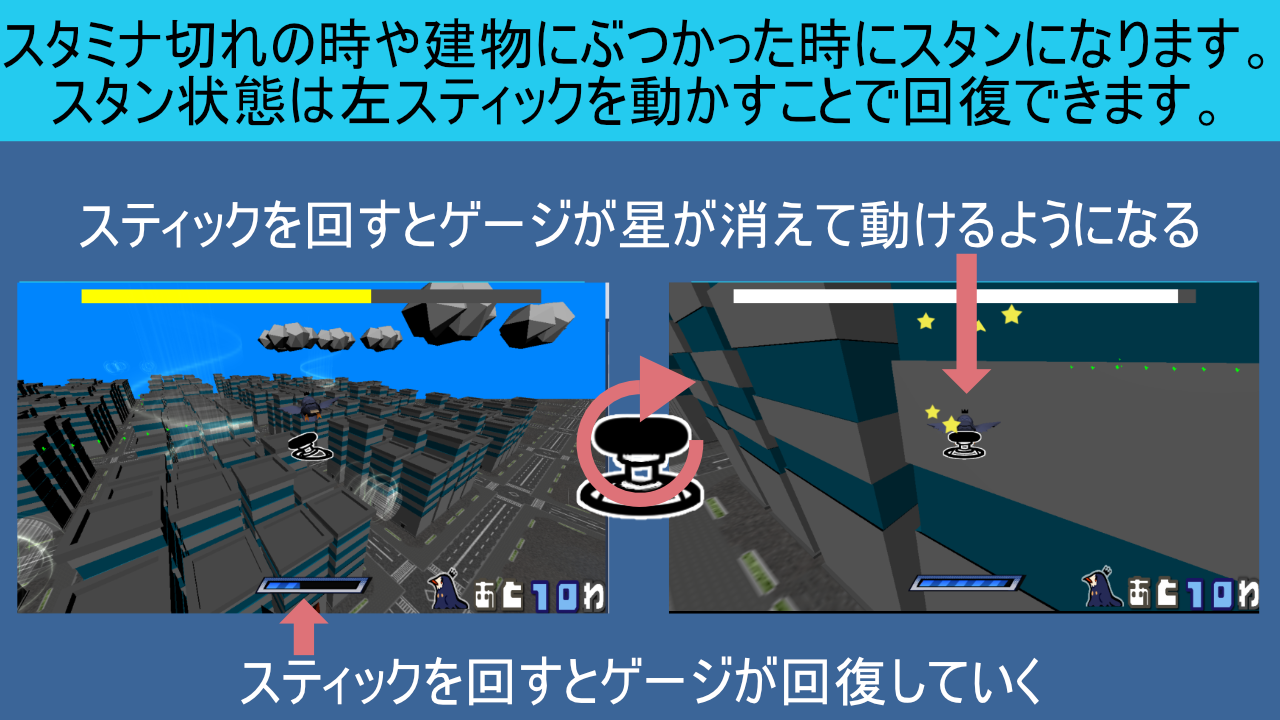 スタミナ切れの時や建物にぶつかった時にスタンになります。
スタン状態は左スティックを動かすことで回復できます。
スティックを回すとゲージが星が消えて動けるようになる
あと10わ
あと10わ
スティックを回すとゲージが回復していく